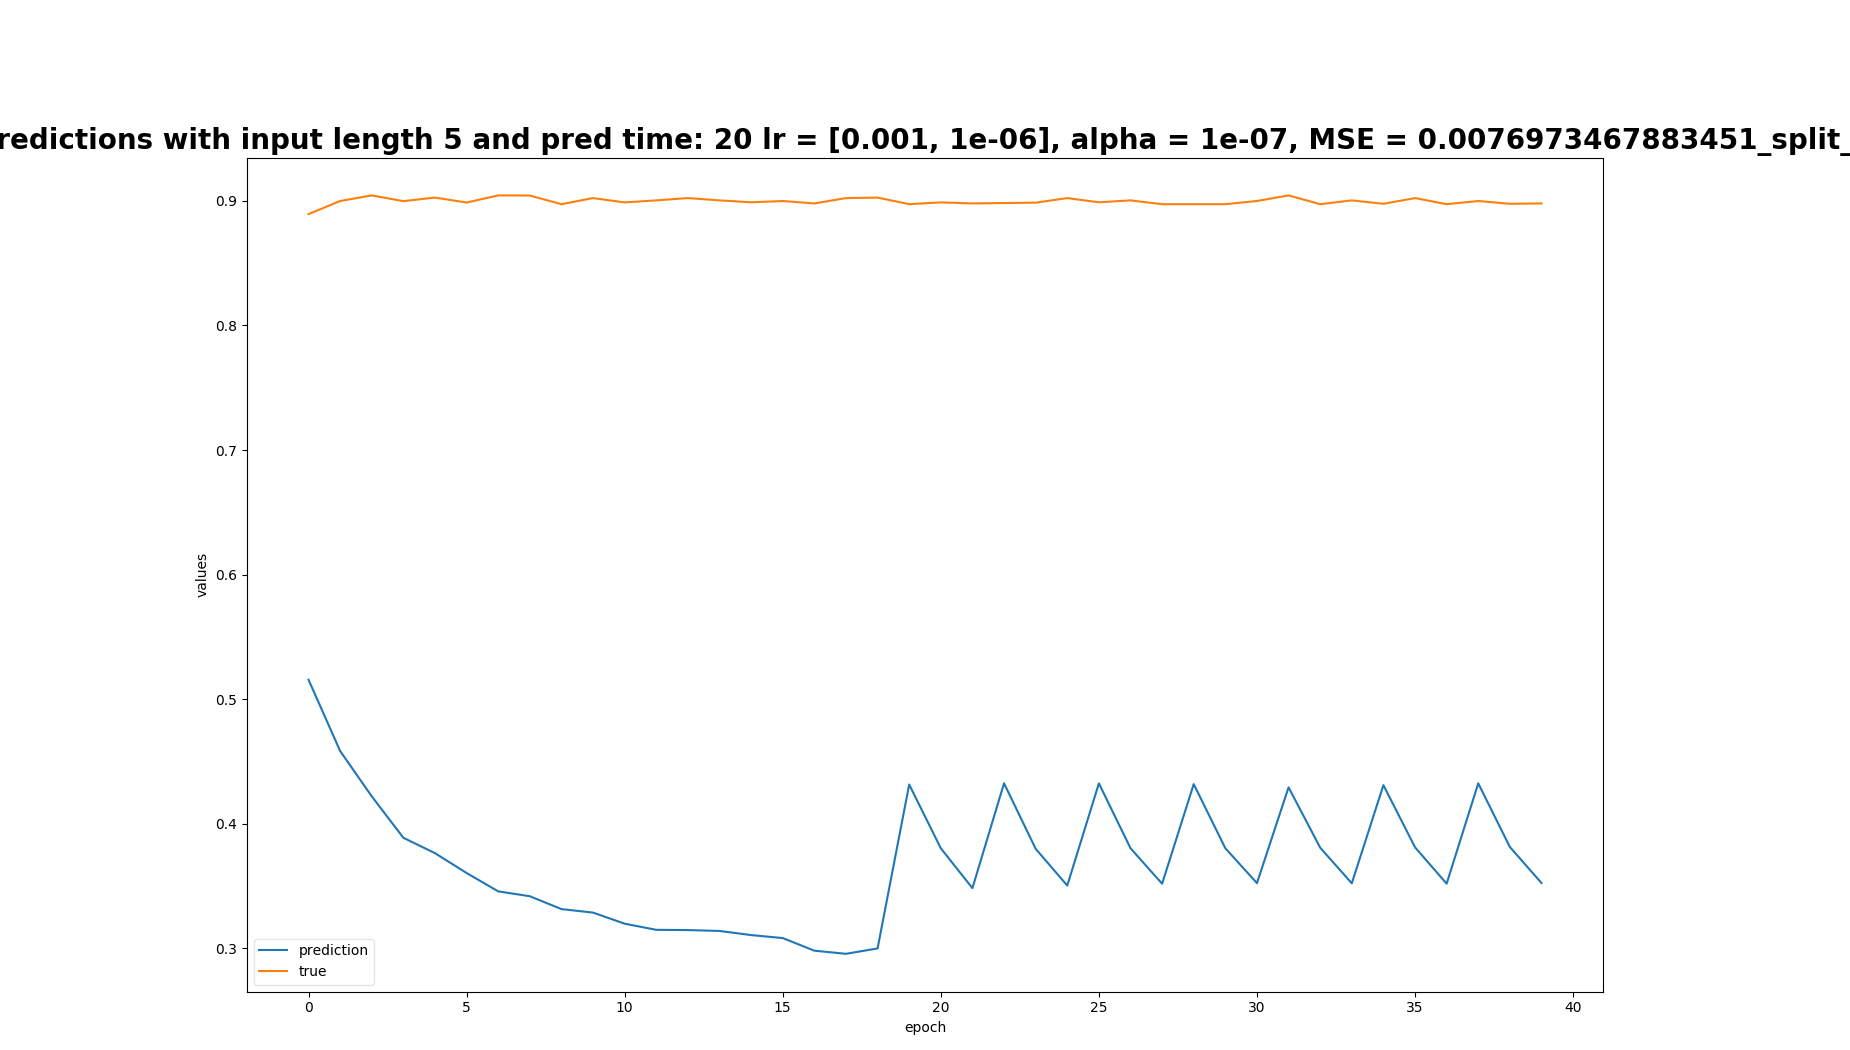 redictions with input length 5 and pred time: 20 lr = [0.001, 1e-06], alpha = 1e-07, MSE = 0.0076973467883451_split_
0.9
0.8
0.7
0.6
0.5
0.4
0.3
values
prediction
true
0 5 10 15 20 25 30 35 40
epoch